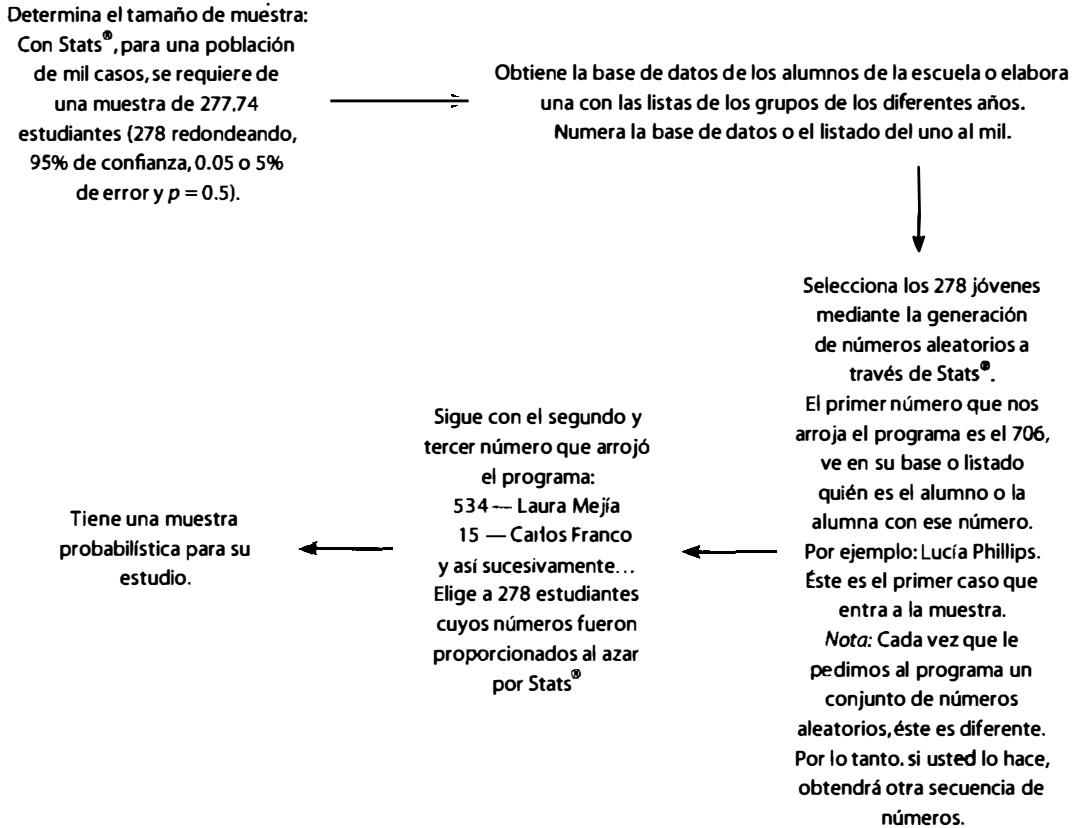 Determina el tamaño de muestra:
Con Stats®, para una población
de mil casos, se requiere de
una muestra de 277.74
estudiantes (278 redondeando,
95% de confianza, 0.05 o 5%
de error y p = 0.5).
Obtiene la base de datos de los alumnos de la escuela o elabora
una con las listas de los grupos de los diferentes años.
Numera la base de datos o el listado del uno al mil.
Selecciona los 278 jóvenes
mediante la generación
de números aleatorios a
través de Stats®.
El primer número que nos
arroja el programa es el 706,
ve en su base o listado
quién es el alumno o la
alumna con ese número.
Por ejemplo: Lucía Phillips.
Éste es el primer caso que
entra a la muestra.
Nota: Cada vez que le
pedimos al programa un
conjunto de números
aleatorios, éste es diferente.
Por lo tanto. si usted lo hace,
obtendrá otra secuencia de
números.
Sigue con el segundo y
tercer número que arrojó
el programa:
534 — Laura Mejía
15 — Carlos Franco
y así sucesivamente...
Elige a 278 estudiantes
cuyos números fueron
proporcionados al azar
por Stats®
Tiene una muestra
probabilística para su
estudio.